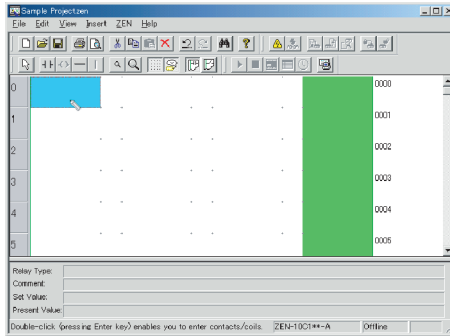 Sample Projectzen
File Edit View Insert ZEN Help
0 0000
1 0001
2 0002
3 0003
4 0004
5 0005
Relay Type:
Comment:
Set Value:
Present Value:
Double-click (pressing Enter key) enables you to enter contacts/coils. ZEN-10C1**-A Offline